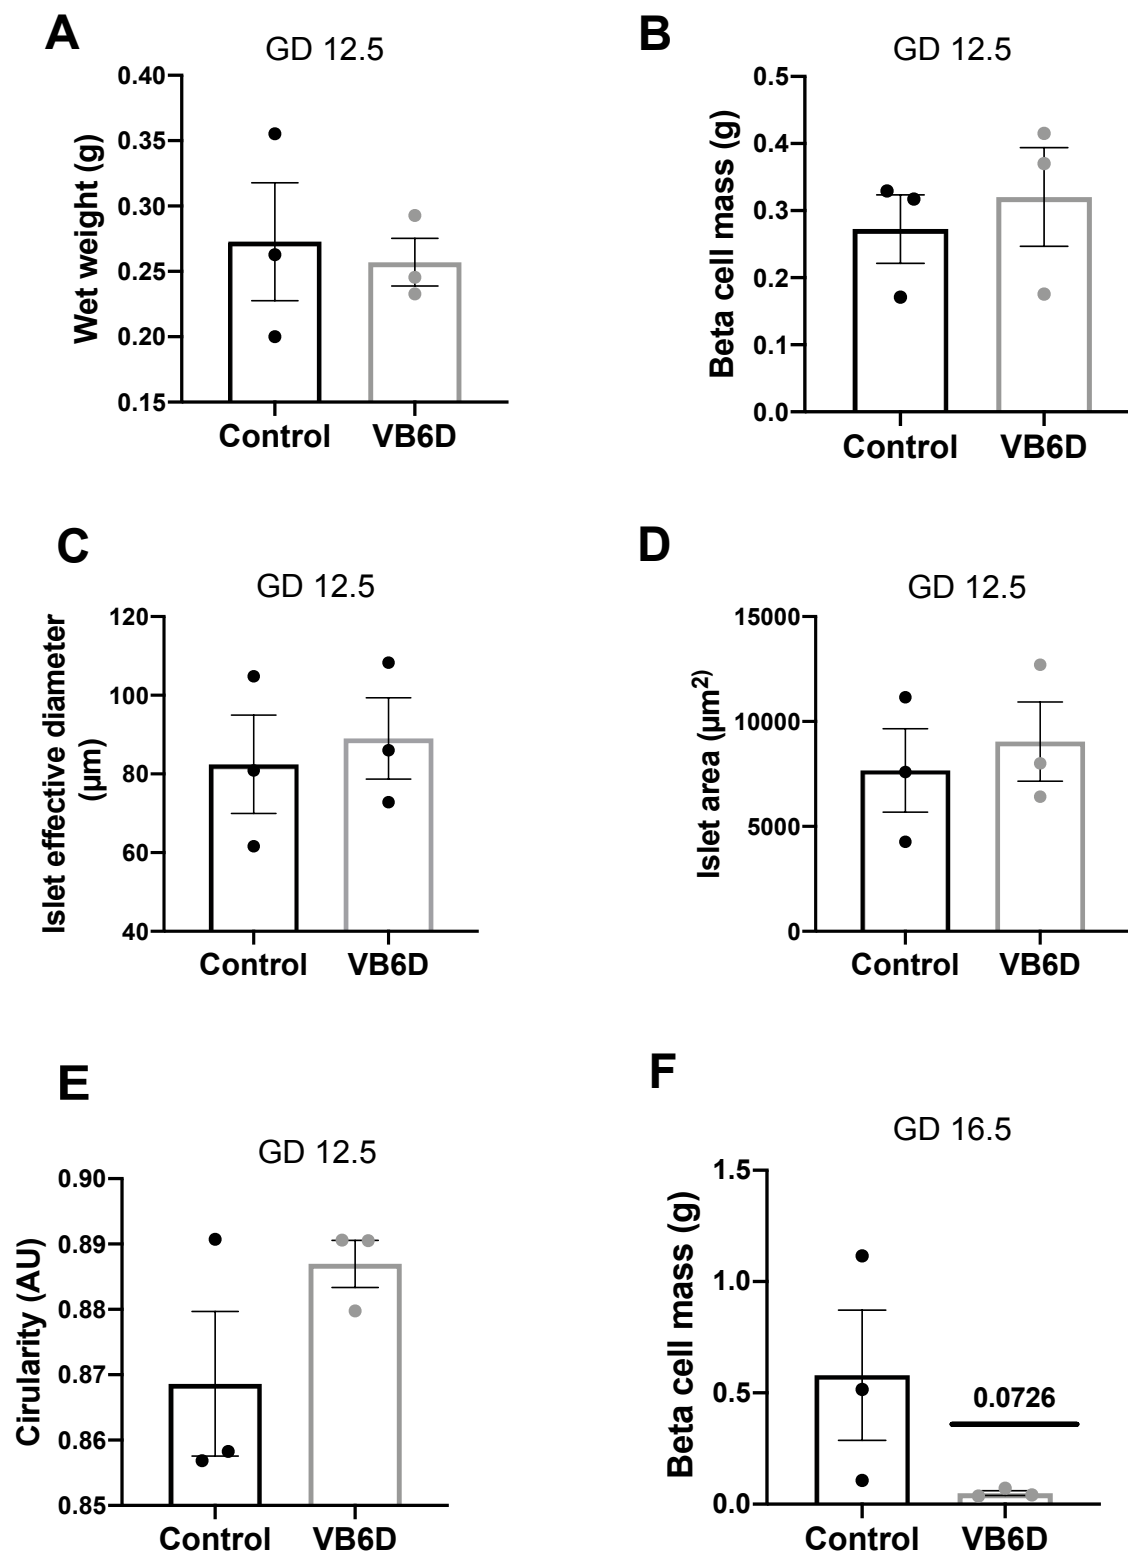 A
GD 12.5
Wet weight (g)
0.40
0.35
0.30
0.25
0.20
0.15
Control VB6D
B
GD 12.5
Beta cell mass (g)
0.5
0.4
0.3
0.2
0.1
0.0
Control VB6D
C
GD 12.5
Islet effective diameter
(µm)
120
100
80
60
40
Control VB6D
D
GD 12.5
Islet area (µm²)
15000
10000
5000
0
Control VB6D
E
GD 12.5
Cirularity (AU)
0.90
0.89
0.88
0.87
0.86
0.85
Control VB6D
F
GD 16.5
Beta cell mass (g)
1.5
1.0
0.5
0.0
0.0726
Control VB6D